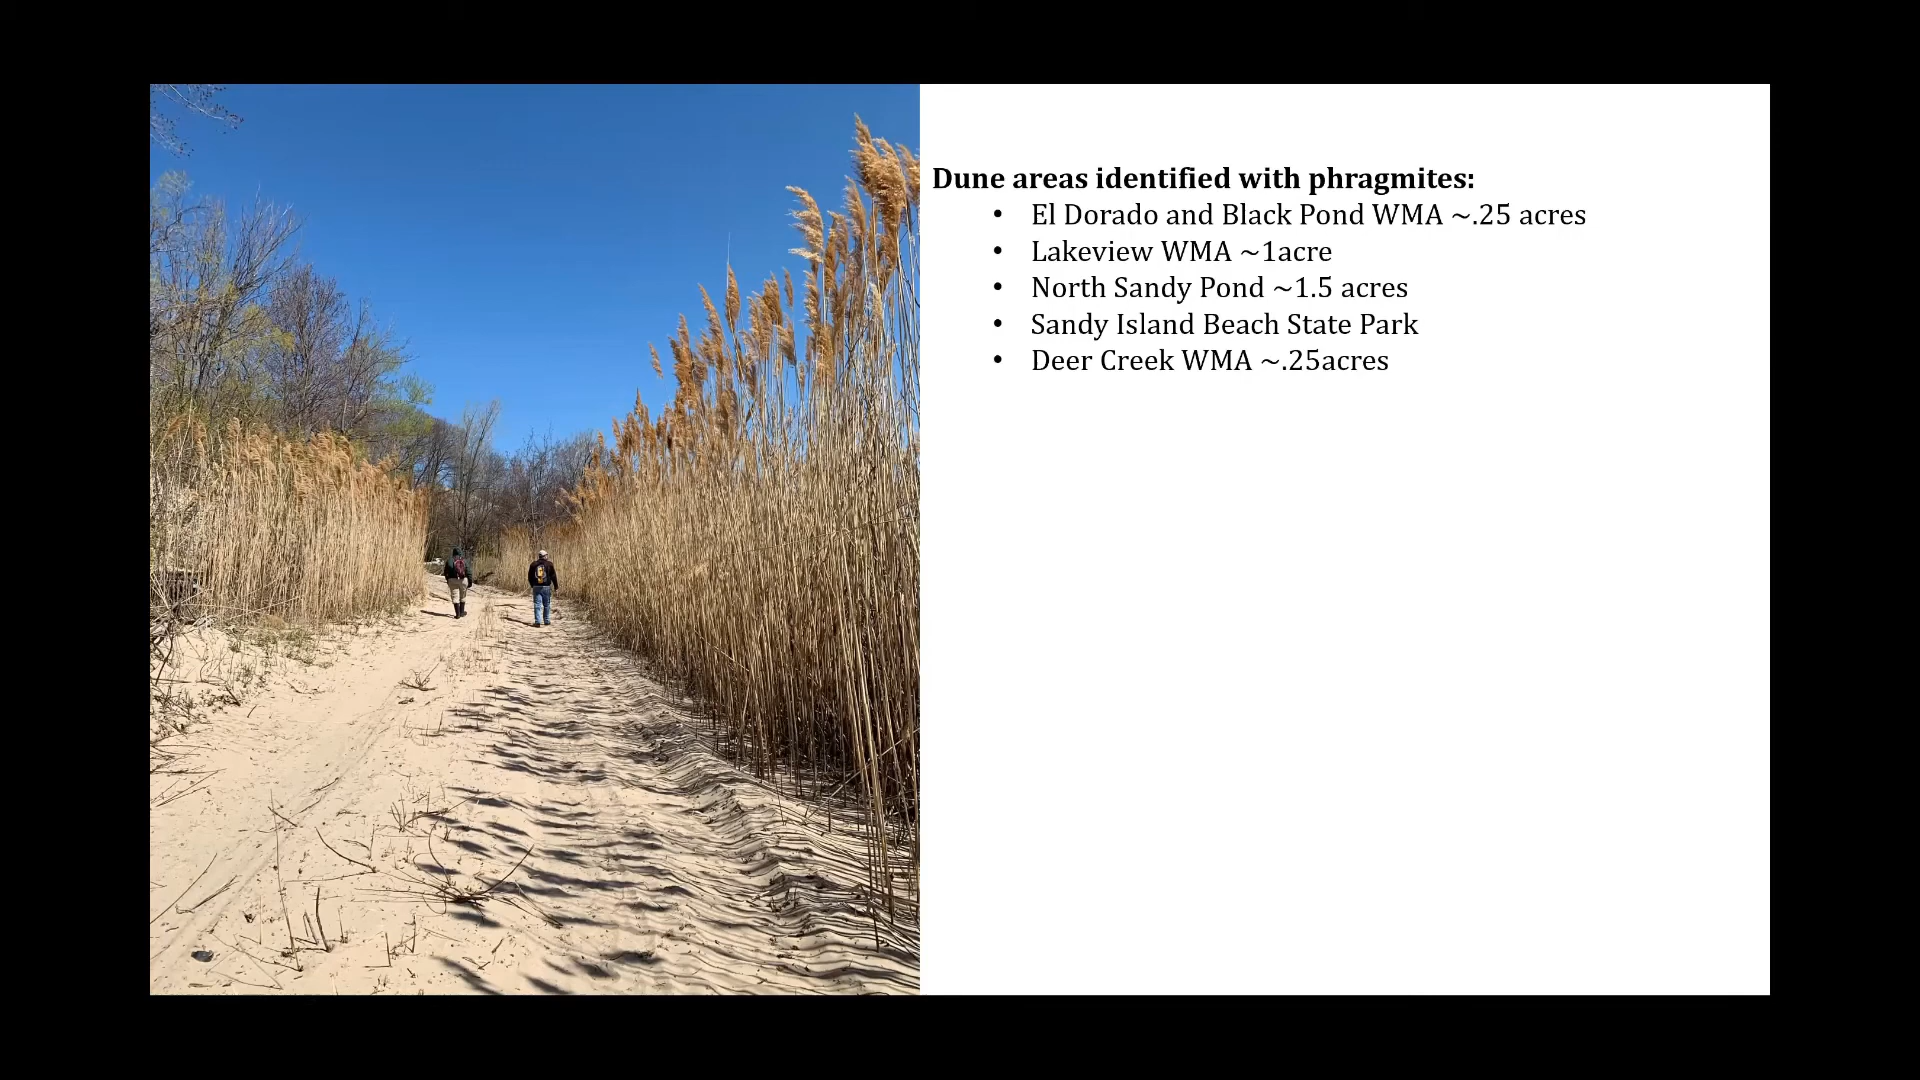 Dune areas identified with phragmites:
• El Dorado and Black Pond WMA ~.25 acres
• Lakeview WMA ~1acre
• North Sandy Pond ~1.5 acres
• Sandy Island Beach State Park
• Deer Creek WMA ~.25acres